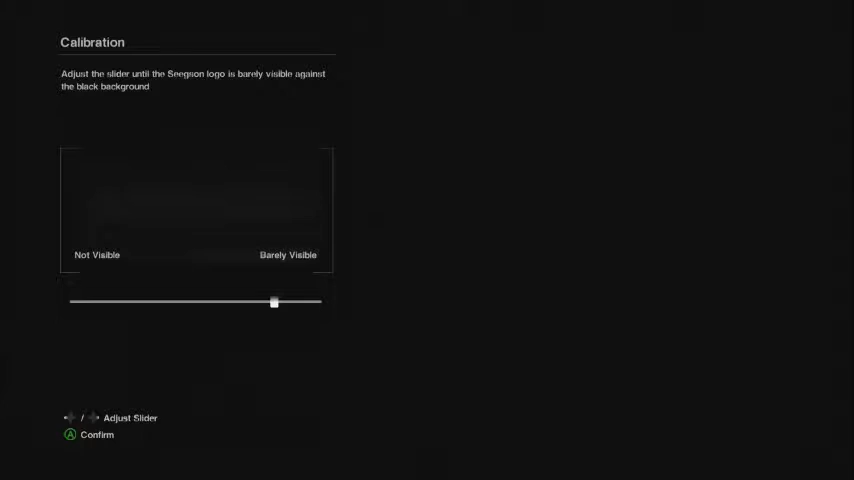 Calibration
Adjust the slider until the Seegson logo is barely visible against
the black background
Not Visible
Barely Visible
/ Adjust Slider
A Confirm